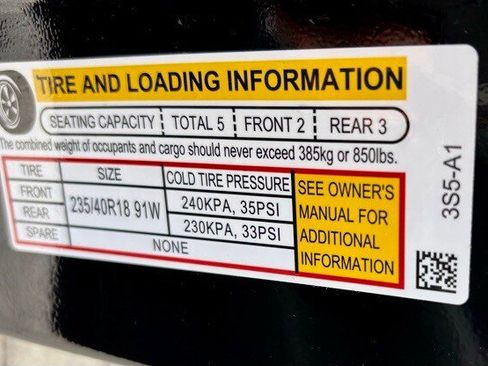 TIRE AND LOADING INFORMATION
SEATING CAPACITY TOTAL 5 FRONT 2 REAR 3
The combined weight of occupants and cargo should never exceed 385kg or 850lbs.
TIRE SIZE COLD TIRE PRESSURE
FRONT 235/40R18 91W 240KPA, 35PSI
REAR 230KPA, 33PSI
SPARE NONE
SEE OWNER'S
MANUAL FOR
ADDITIONAL
INFORMATION
3S5-A1